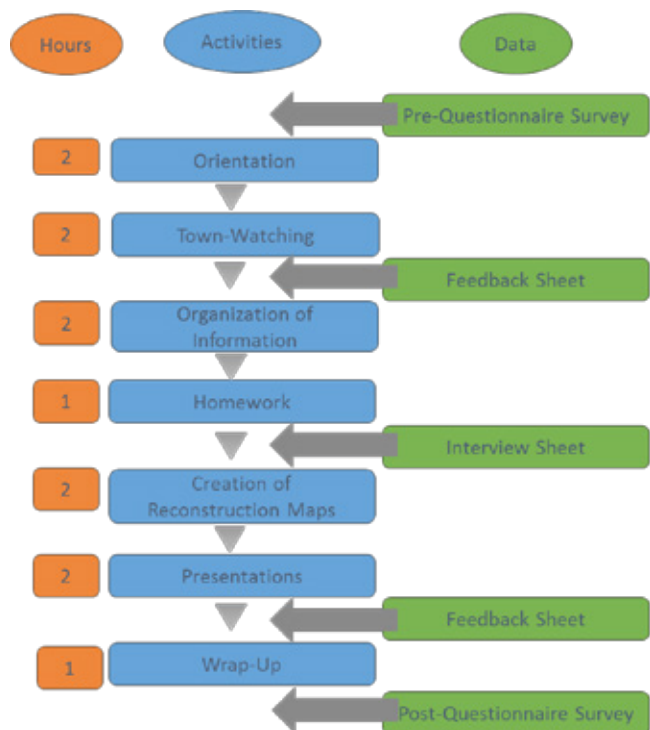 Hours
Activities
Data
Pre-Questionnaire Survey
2
Orientation
2
Town-Watching
Feedback Sheet
2
Organization of
Information
1
Homework
Interview Sheet
2
Creation of
Reconstruction Maps
2
Presentations
Feedback Sheet
1
Wrap-Up
Post-Questionnaire Survey